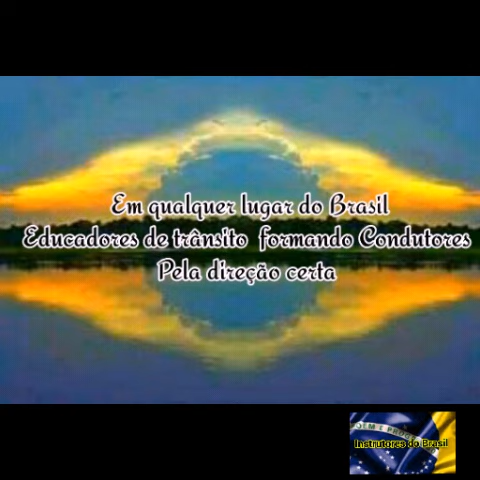 Em qualquer lugar do Brasil
Educadores de trânsito formando Condutores
Pela direção certa
Instrutores do Brasil